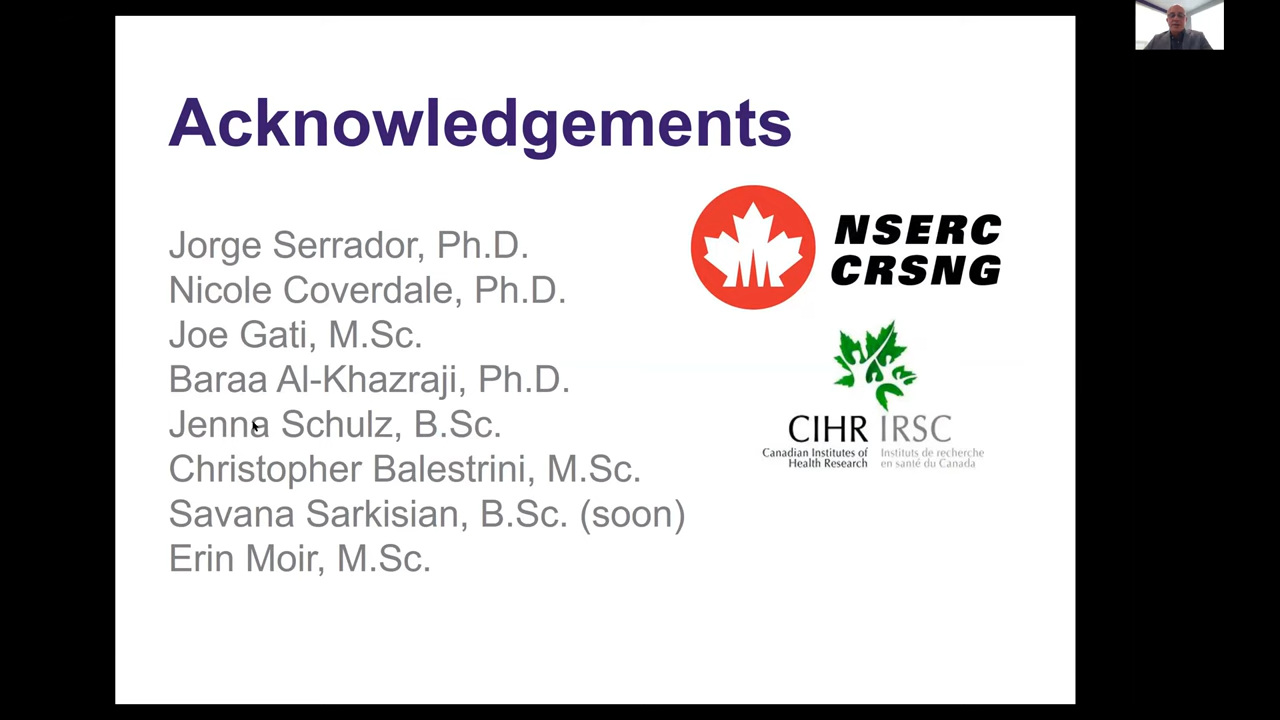 Acknowledgements
Jorge Serrador, Ph.D.
Nicole Coverdale, Ph.D.
Joe Gati, M.Sc.
Baraa Al-Khazraji, Ph.D.
Jenna Schulz, B.Sc.
Christopher Balestrini, M.Sc.
Savana Sarkisian, B.Sc. (soon)
Erin Moir, M.Sc.
NSERC
CRSNG
CIHR IRSC
Canadian Institutes of Instituts de recherche
Health Research en santé du Canada